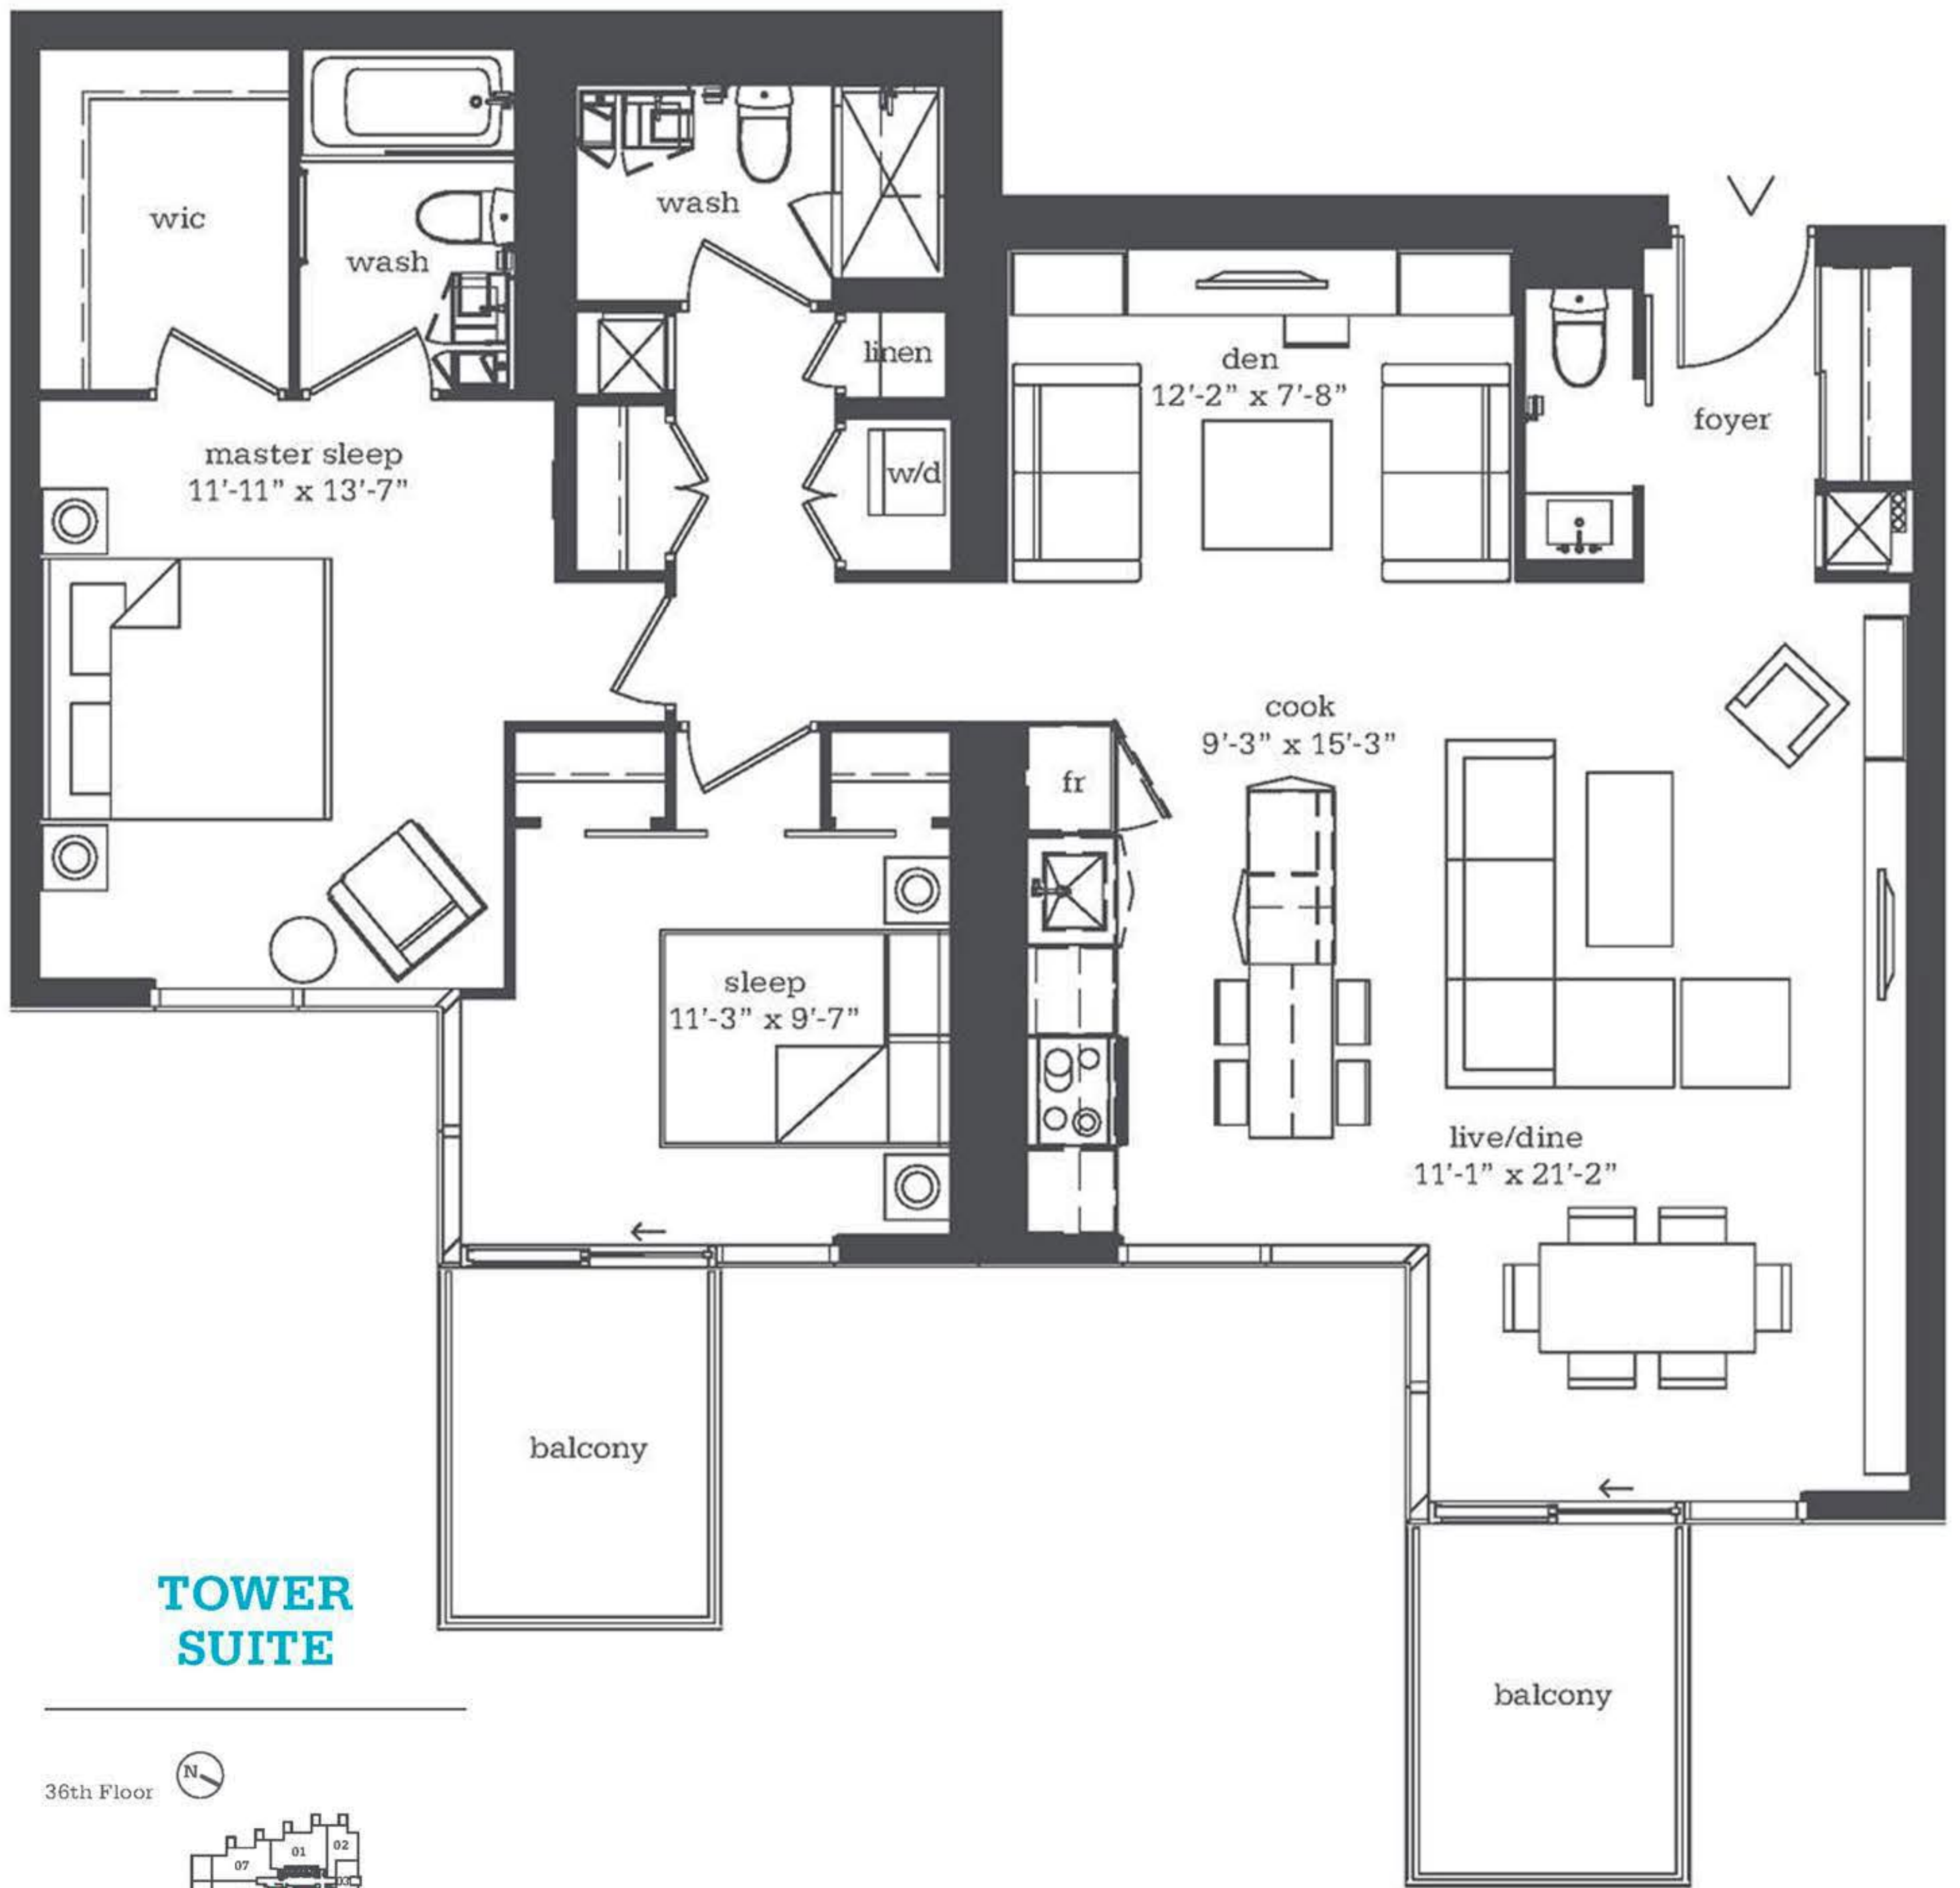 wic
wash
wash
linen
den
12'-2” x 7'-8”
foyer
master sleep
11'-11” x 13'-7”
w/d
cook
9'-3” x 15'-3”
fr
sleep
11'-3” x 9'-7”
live/dine
11'-1” x 21'-2”
balcony
balcony
TOWER
SUITE
N
36th Floor
01
02
07
03